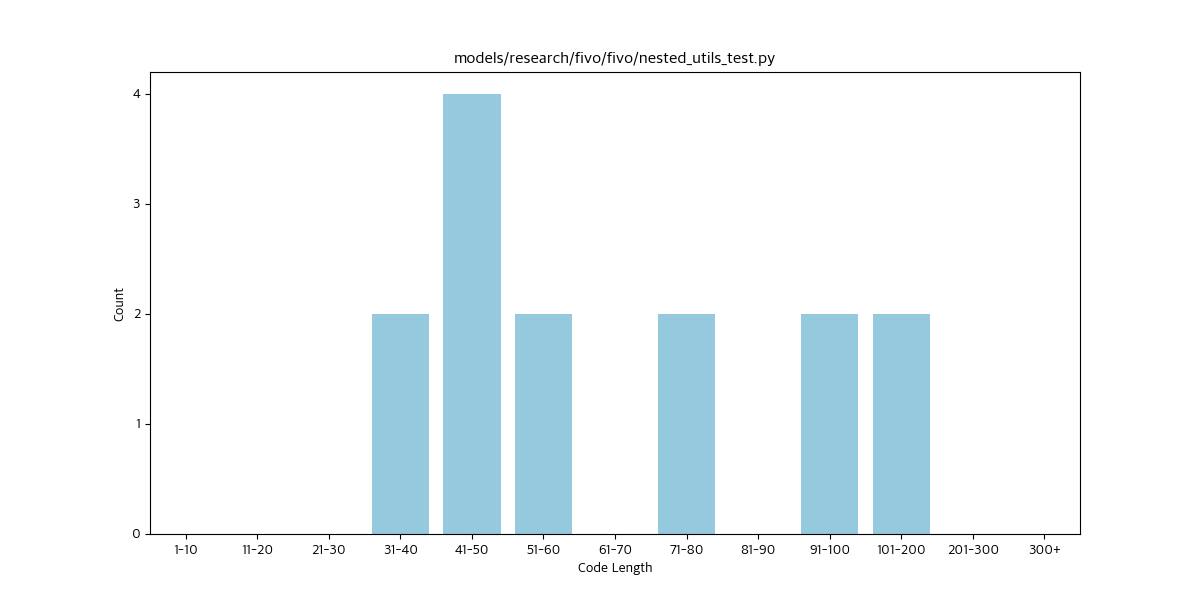 models/research/fivo/fivo/nested_utils_test.py
4
3
2
1
0
Count
1-10 11-20 21-30 31-40 41-50 51-60 61-70 71-80 81-90 91-100 101-200 201-300 300+
Code Length